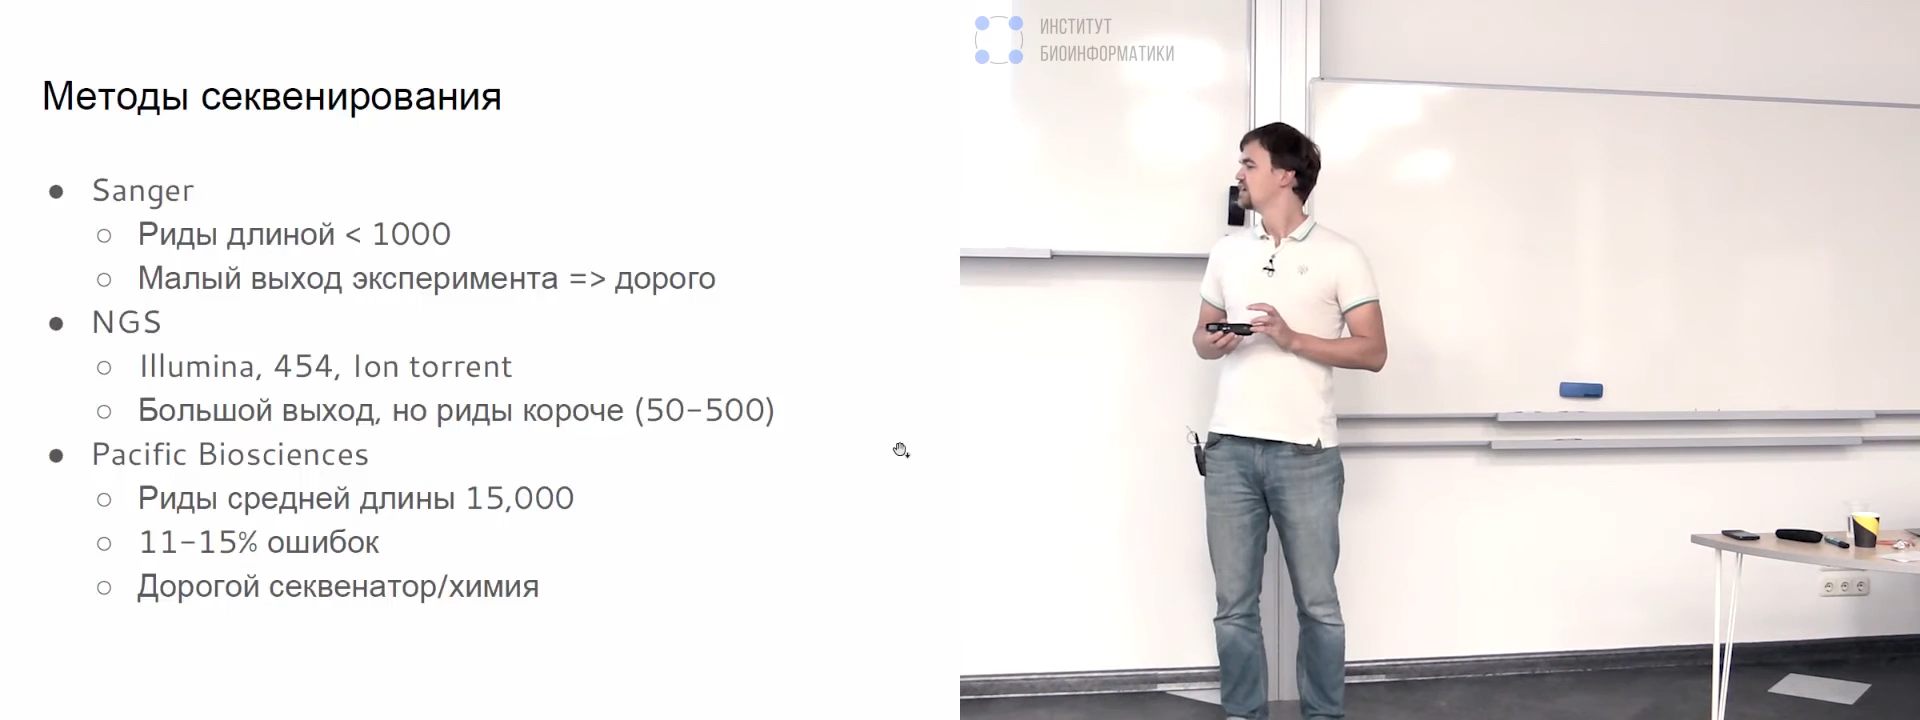 Методы секвенирования
● Sanger
○ Риды длиной < 1000
○ Малый выход эксперимента => дорого
● NGS
○ Illumina, 454, Ion torrent
○ Большой выход, но риды короче (50-500)
● Pacific Biosciences
○ Риды средней длины 15,000
○ 11-15% ошибок
○ Дорогой секвенатор/химия
ИНСТИТУТ
БИОИНФОРМАТИКИ